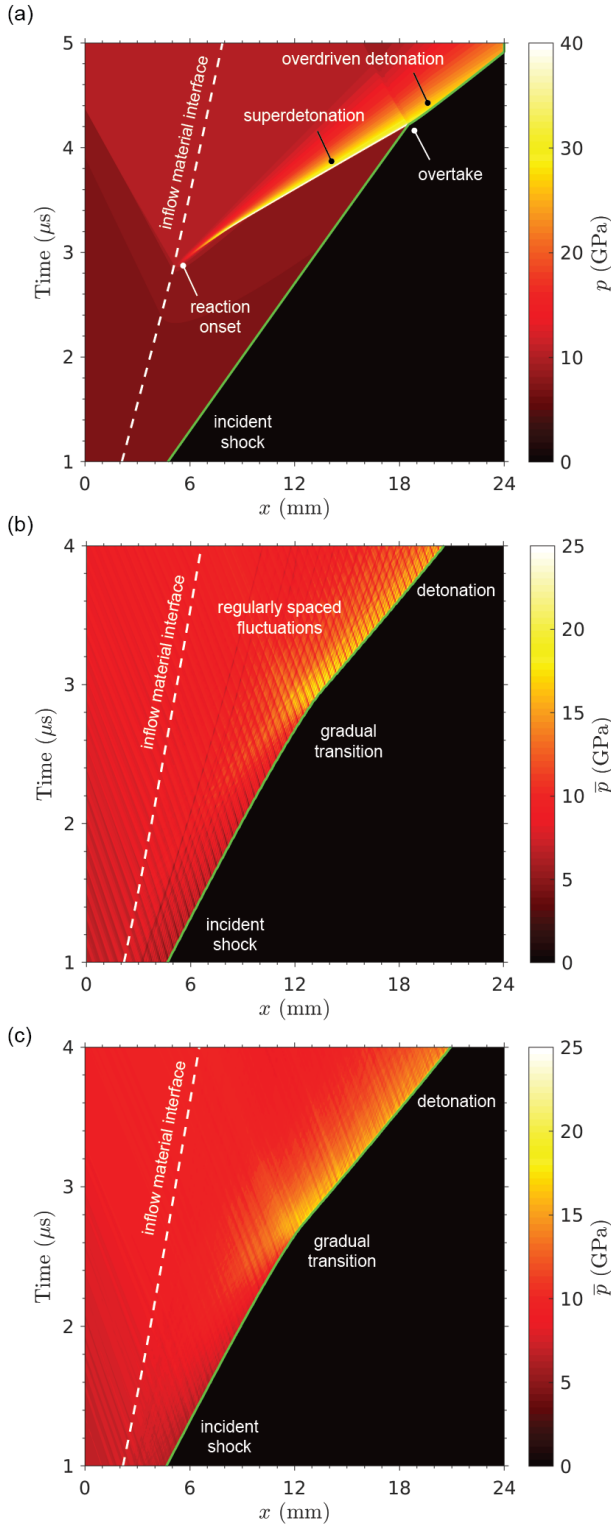 (a)
5
4
3
2
1
Time (μs)
0
6
12
18
24
x (mm)
inflow material interface
superdetonation
overdriven detonation
overtake
reaction
onset
incident
shock
40
30
20
10
0
p (GPa)
(b)
4
3
2
1
Time (μs)
0
6
12
18
24
x (mm)
inflow material interface
regularly spaced
fluctuations
detonation
gradual
transition
incident
shock
25
20
15
10
5
0
p̅ (GPa)
(c)
4
3
2
1
Time (μs)
0
6
12
18
24
x (mm)
inflow material interface
detonation
gradual
transition
incident
shock
25
20
15
10
5
0
p̅ (GPa)